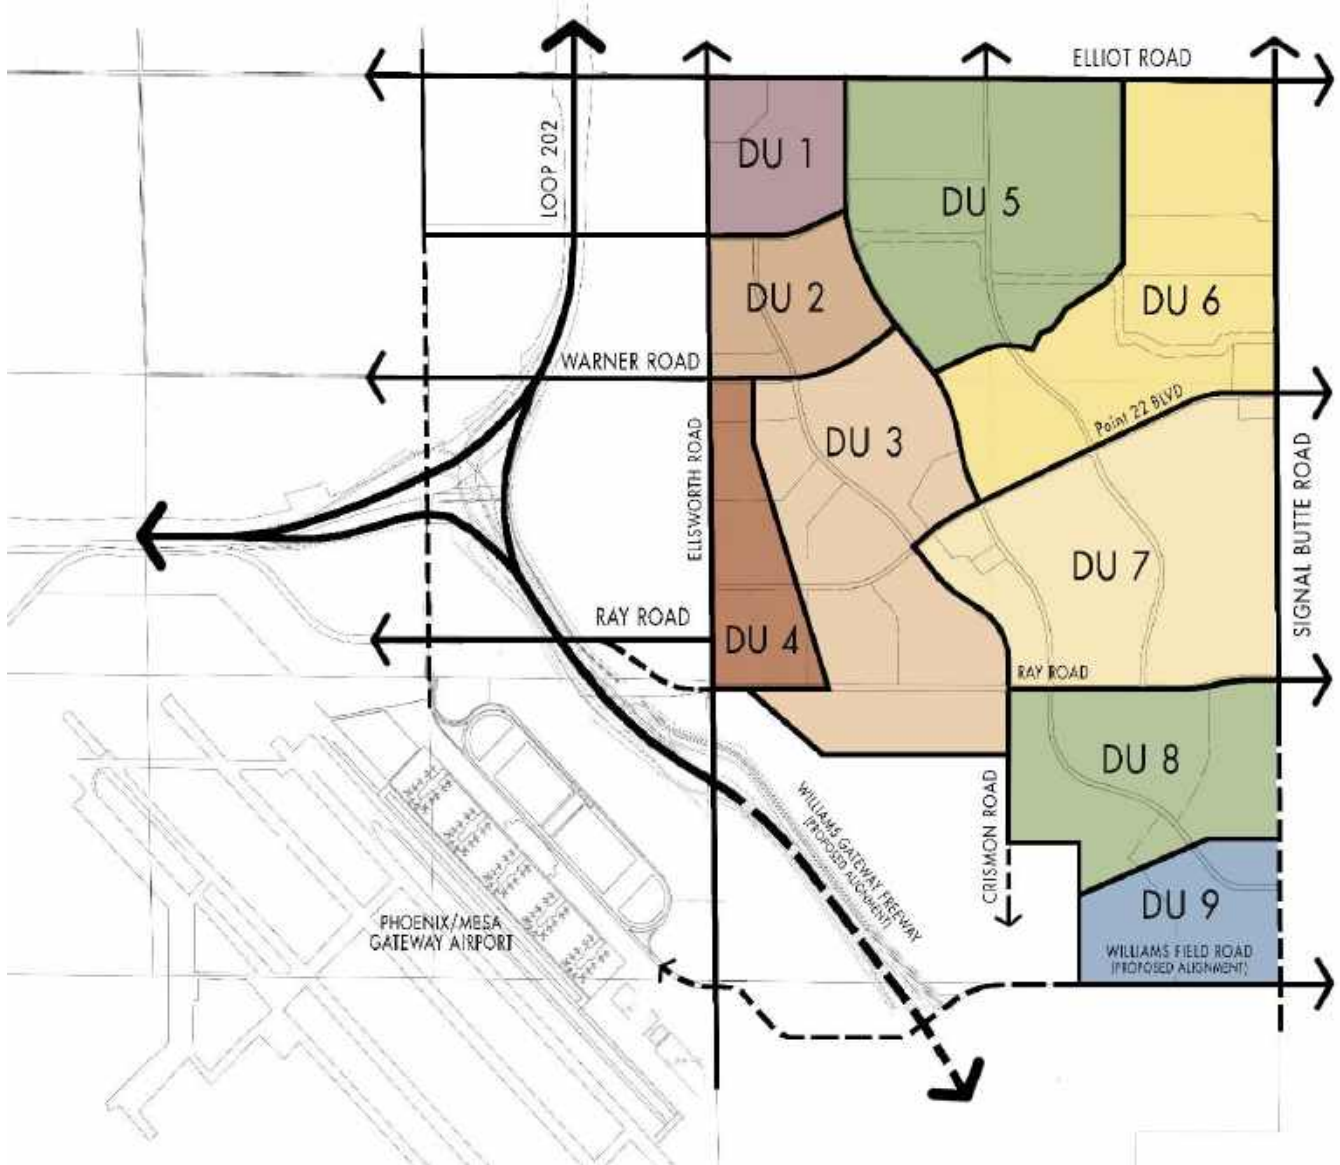 ELLIOT ROAD
LOOP 202
DU 1
DU 5
DU 2
DU 6
WARNER ROAD
Point 22 BLVD
ELLSWORTH ROAD
DU 3
SIGNAL BUTTE ROAD
DU 7
RAY ROAD
DU 4
RAY ROAD
DU 8
WILLIAMS GATEWAY FREEWAY
(PROPOSED ALIGNMENT)
CRISMON ROAD
PHOENIX/MESA
GATEWAY AIRPORT
DU 9
WILLIAMS FIELD ROAD
(PROPOSED ALIGNMENT)